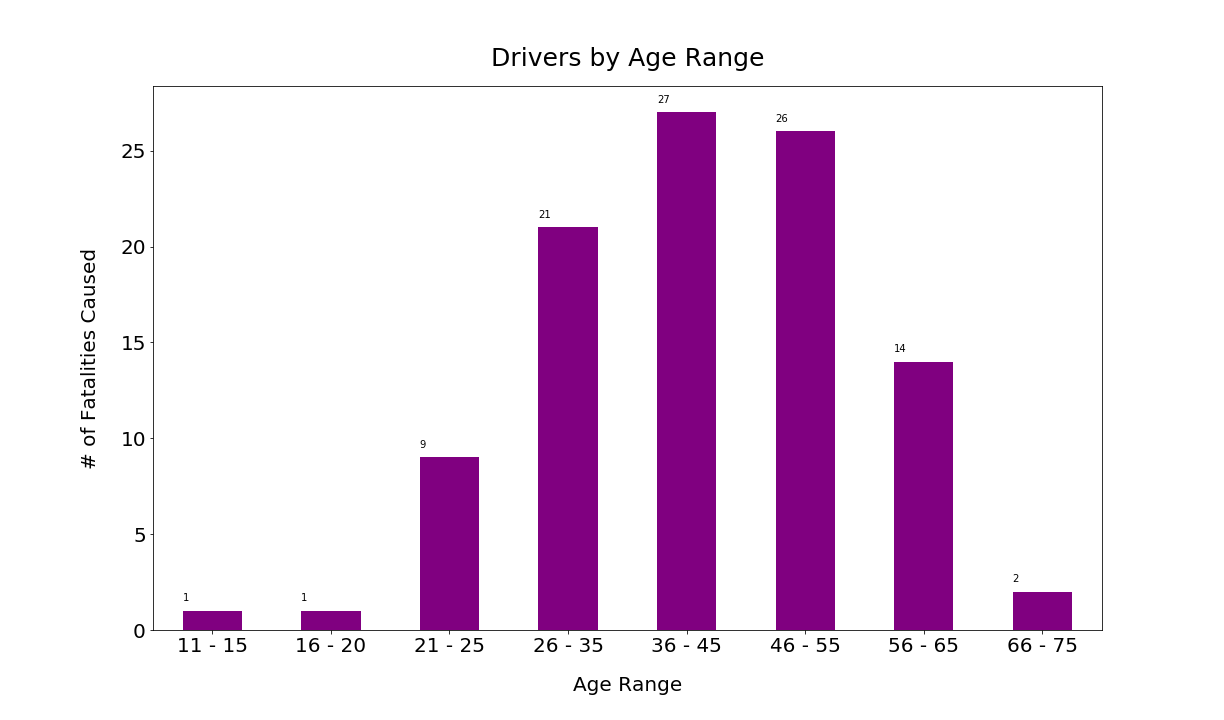 Drivers by Age Range
# of Fatalities Caused
25
20
15
10
5
0
1
1
9
21
27
26
14
2
11 - 15
16 - 20
21 - 25
26 - 35
36 - 45
46 - 55
56 - 65
66 - 75
Age Range